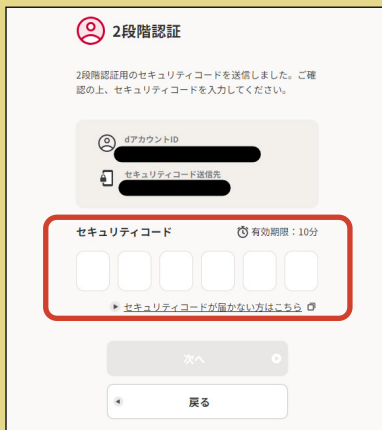 2段階認証
2段階認証用のセキュリティコードを送信しました。ご確
認の上、セキュリティコードを入力してください。
dアカウントID
セキュリティコード送信先
セキュリティコード 有効期限：10分
セキュリティコードが届かない方はこちら
次へ
戻る